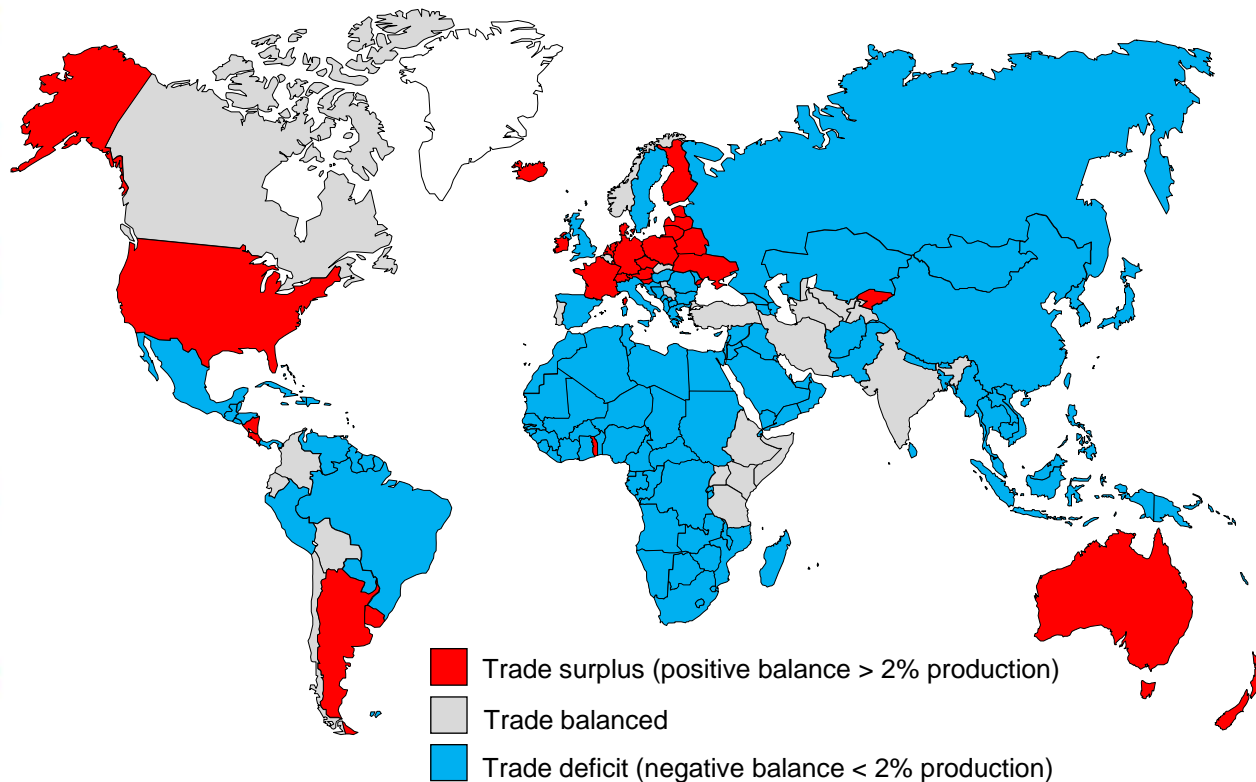 Trade surplus (positive balance > 2% production)
Trade balanced
Trade deficit (negative balance < 2% production)